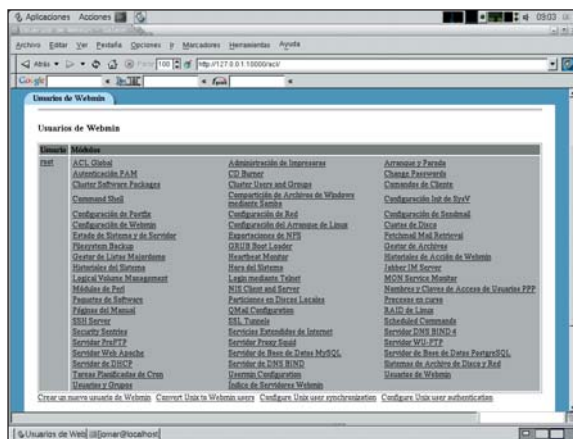 Aplicaciones Acciones 09:03
Archivo Editar Ver Pestaña Opciones Ir Marcadores Herramientas Ayuda
Atrás 100 http://127.0.0.1:10000/acl/
Google
Usuarios de Webmin
Usuarios de Webmin
Usuario Módulos
root ACL Global Administración de Impresoras Arranque y Parada
Autenticación PAM CD Burner Change Passwords
Cluster Software Packages Cluster Users and Groups Comandos de Cliente
Command Shell Compartición de Archivos de Windows mediante Samba Configuración Init de SysV
Configuración de Postfix Configuración de Red Configuración de Sendmail
Configuración de Webmin Configuración del Arranque de Linux Cuotas de Disco
Estado de Sistema y de Servidor Exportaciones de NFS Fetchmail Mail Retrieval
Filesystem Backup GRUB Boot Loader Gestor de Archivos
Gestor de Listas Majordomo Heartbeat Monitor Historiales de Acción de Webmin
Historiales del Sistema Hora del Sistema Jabber IM Server
Logical Volume Management Login mediante Telnet MON Service Monitor
Módulos de Perl NIS Client and Server Nombres y Claves de Acceso de Usuarios PPP
Paquetes de Software Particiones en Discos Locales Procesos en curso
Páginas del Manual QMail Configuration RAID de Linux
SSH Server SSL Tunnels Scheduled Commands
Security Sentries Servicios Extendidos de Internet Servidor DNS BIND 4
Servidor ProFTP Servidor Proxy Squid Servidor WU-FTP
Servidor Web Apache Servidor de Base de Datos MySQL Servidor de Base de Datos PostgreSQL
Servidor de DHCP Servidor de DNS BIND Sistemas de Archivo de Disco y Red
Tareas Planificadas de Cron Usermin Configuration Usuarios de Webmin
Usuarios y Grupos Índice de Servidores Webmin
Crear un nuevo usuario de Webmin Convert Unix to Webmin users Configure Unix user synchronization Configure Unix user authentication
Usuarios de Web [jomar@localhost]